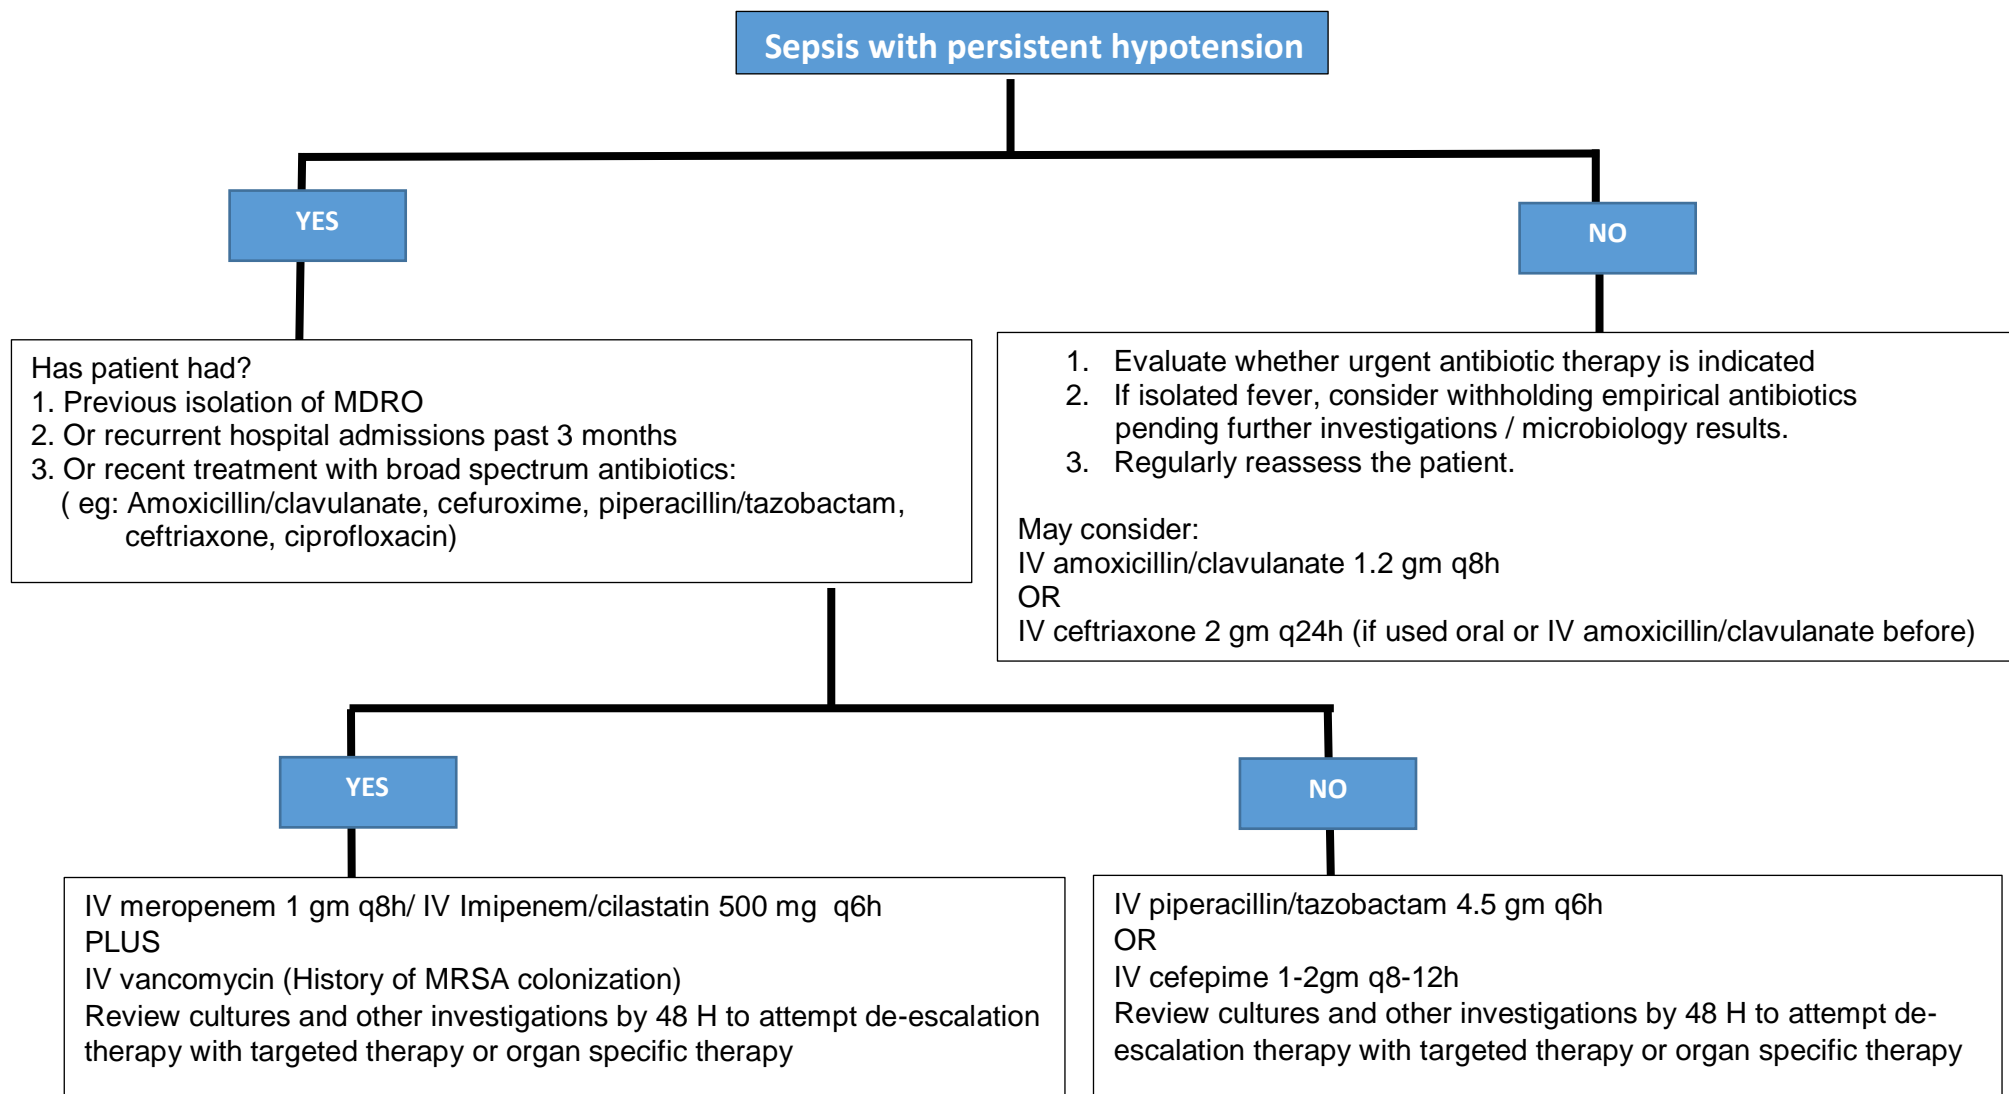 Sepsis with persistent hypotension
YES
NO
Has patient had?
1. Previous isolation of MDRO
2. Or recurrent hospital admissions past 3 months
3. Or recent treatment with broad spectrum antibiotics:
( eg: Amoxicillin/clavulanate, cefuroxime, piperacillin/tazobactam,
ceftriaxone, ciprofloxacin)
1. Evaluate whether urgent antibiotic therapy is indicated
2. If isolated fever, consider withholding empirical antibiotics
pending further investigations / microbiology results.
3. Regularly reassess the patient.
May consider:
IV amoxicillin/clavulanate 1.2 gm q8h
OR
IV ceftriaxone 2 gm q24h (if used oral or IV amoxicillin/clavulanate before)
YES
NO
IV meropenem 1 gm q8h/ IV Imipenem/cilastatin 500 mg q6h
PLUS
IV vancomycin (History of MRSA colonization)
Review cultures and other investigations by 48 H to attempt de-escalation
therapy with targeted therapy or organ specific therapy
IV piperacillin/tazobactam 4.5 gm q6h
OR
IV cefepime 1-2gm q8-12h
Review cultures and other investigations by 48 H to attempt de-
escalation therapy with targeted therapy or organ specific therapy